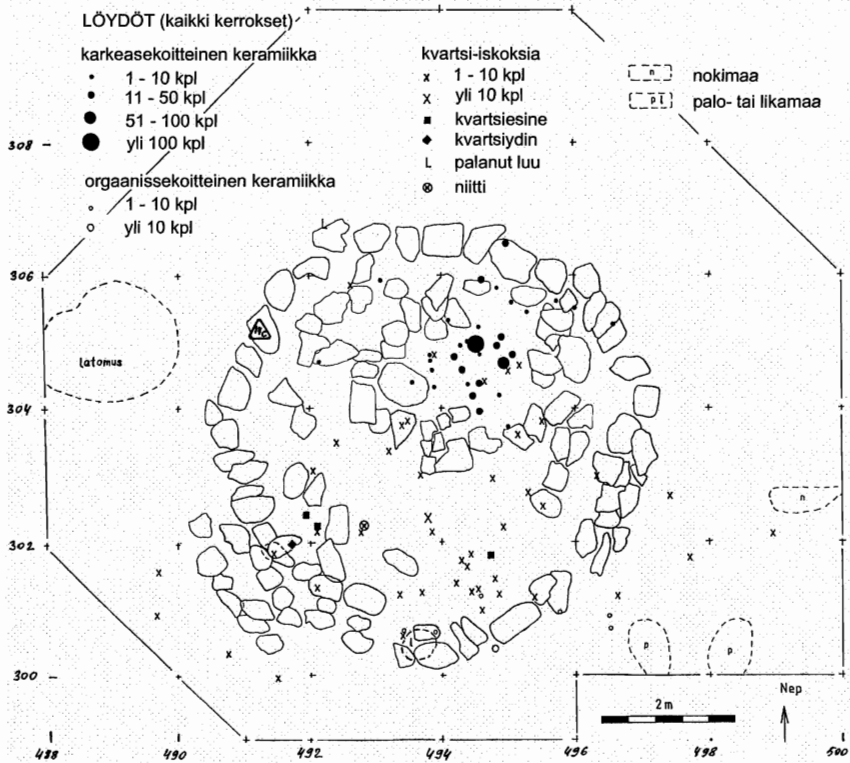 LÖYDÖT (kaikki kerrokset)
karkeasekoitteinen keramiikka
1 - 10 kpl
11 - 50 kpl
51 - 100 kpl
yli 100 kpl
orgaanissekoitteinen keramiikka
1 - 10 kpl
yli 10 kpl
kvartsi-iskoksia
x 1 - 10 kpl
X yli 10 kpl
kvartsiesine
kvartsiydin
L palanut luu
niitti
n nokimaa
palo- tai likamaa
308
306
304
302
300
latomus
L
n
p
p
2 m
Nep
488
490
492
494
496
498
500